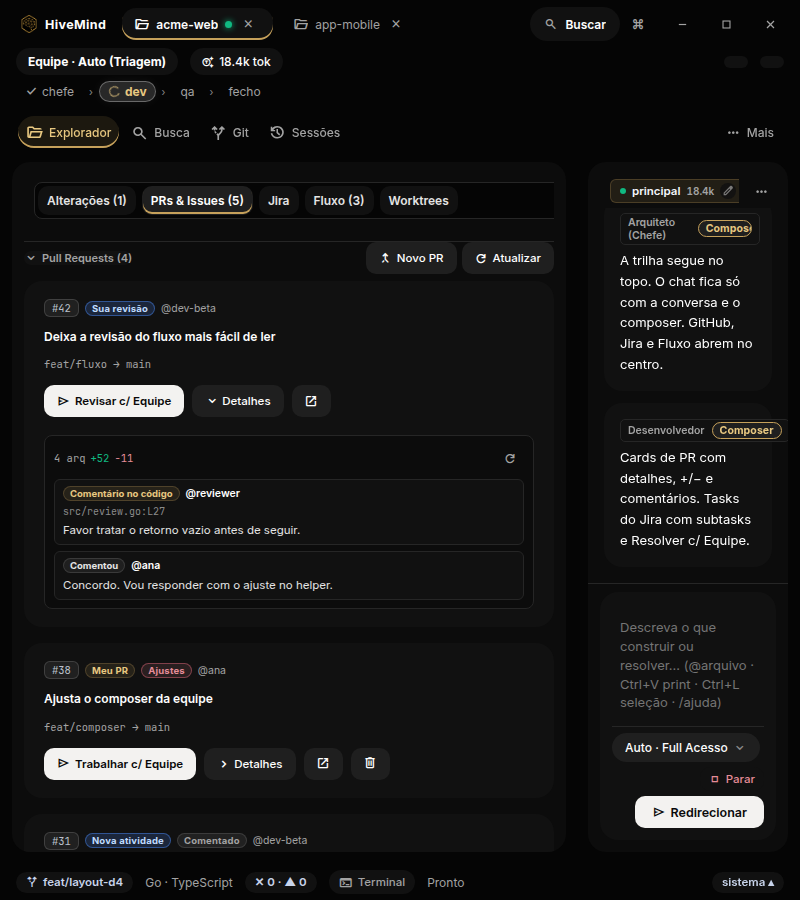 HiveMind
acme-web
app-mobile
Buscar
Equipe · Auto (Triagem)
18.4k tok
chefe › dev › qa › fecho
Explorador
Busca
Git
Sessões
Mais
Alterações (1)
PRs & Issues (5)
Jira
Fluxo (3)
Worktrees
Pull Requests (4)
Novo PR
Atualizar
#42 Sua revisão @dev-beta
Deixa a revisão do fluxo mais fácil de ler
feat/fluxo → main
Revisar c/ Equipe
Detalhes
4 arq +52 -11
Comentário no código @reviewer
src/review.go:L27
Favor tratar o retorno vazio antes de seguir.
Comentou @ana
Concordo. Vou responder com o ajuste no helper.
#38 Meu PR Ajustes @ana
Ajusta o composer da equipe
feat/composer → main
Trabalhar c/ Equipe
Detalhes
#31 Nova atividade Comentado @dev-beta
principal 18.4k
Arquiteto
(Chefe)
Compos
A trilha segue no
topo. O chat fica só
com a conversa e o
composer. GitHub,
Jira e Fluxo abrem no
centro.
Desenvolvedor Composer
Cards de PR com
detalhes, +/− e
comentários. Tasks
do Jira com subtasks
e Resolver c/ Equipe.
Descreva o que
construir ou
resolver... (@arquivo ·
Ctrl+V print · Ctrl+L
seleção · /ajuda)
Auto · Full Acesso
Parar
Redirecionar
feat/layout-d4
Go · TypeScript
✕ 0 · ▲ 0
Terminal
Pronto
sistema ▴